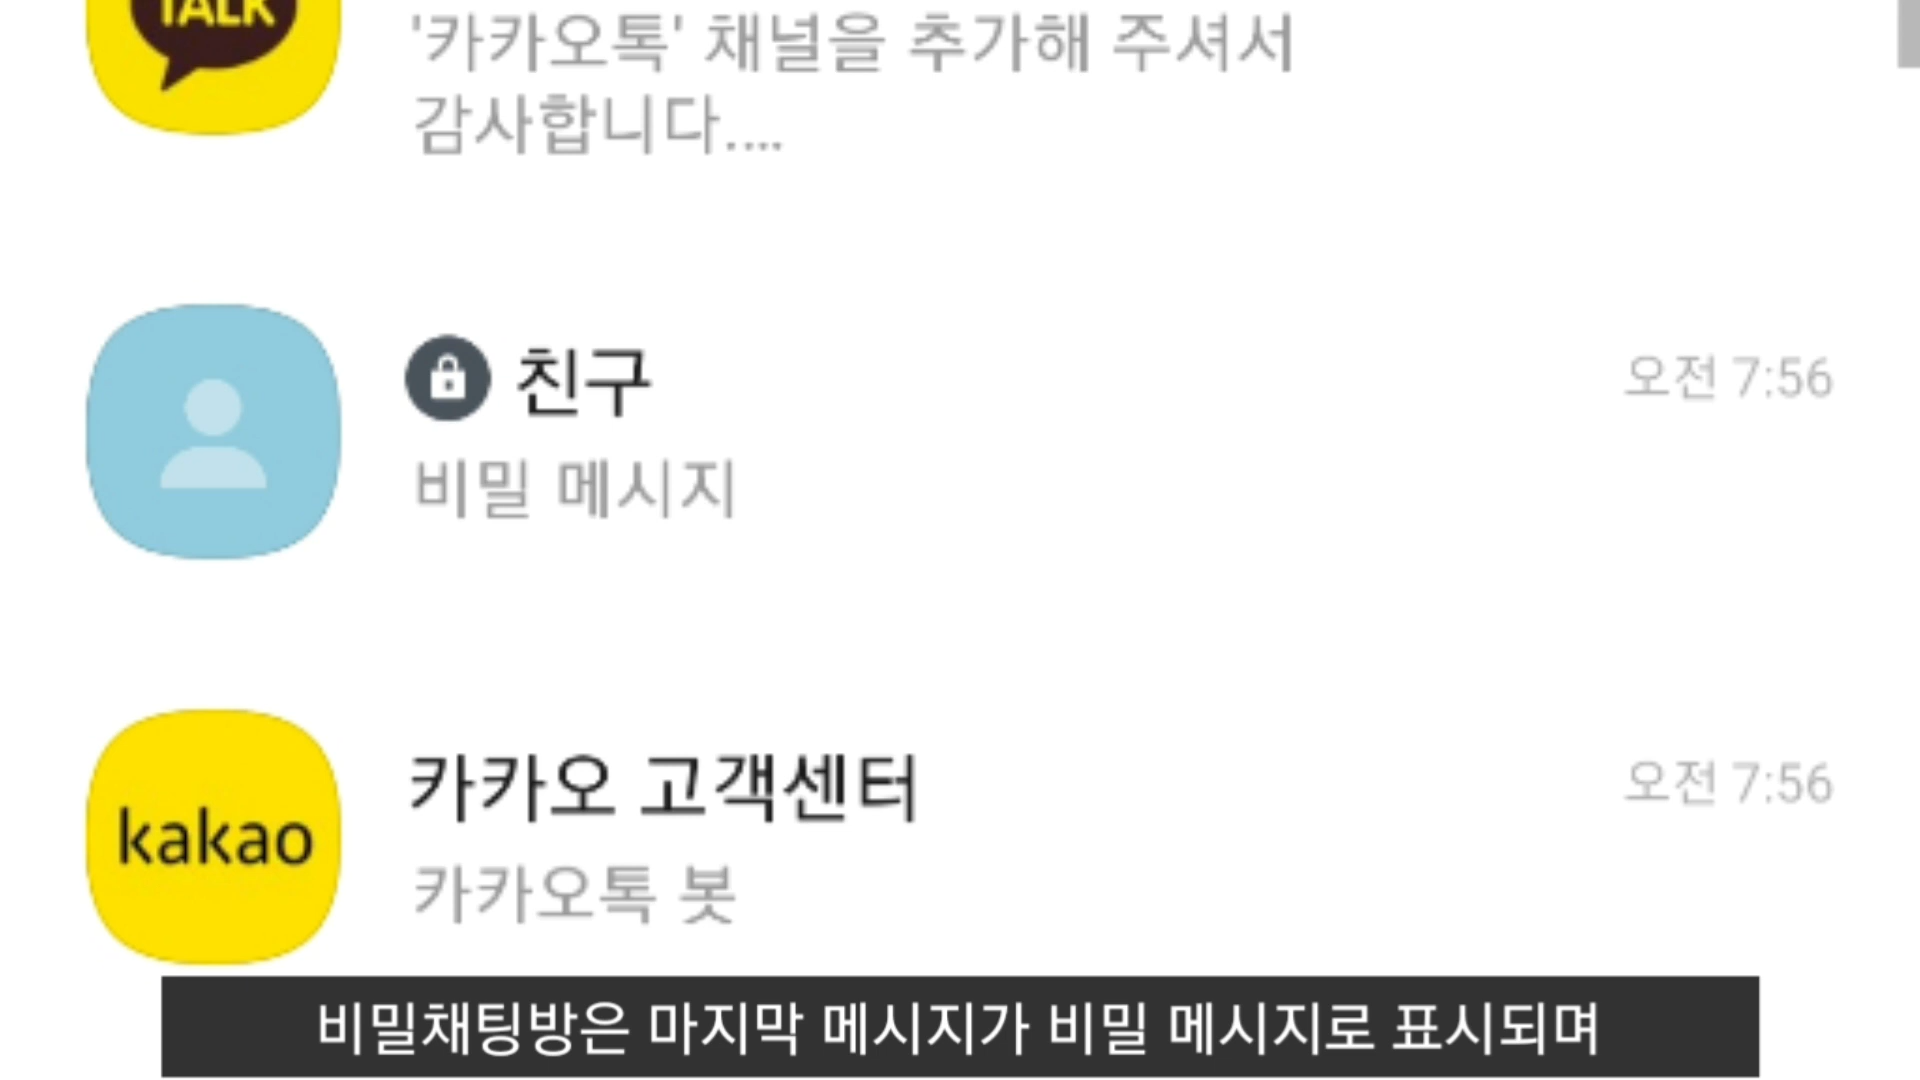 TALK
'카카오톡' 채널을 추가해 주셔서
감사합니다....
친구
오전 7:56
비밀 메시지
kakao
카카오 고객센터
오전 7:56
카카오톡 봇
비밀채팅방은 마지막 메시지가 비밀 메시지로 표시되며